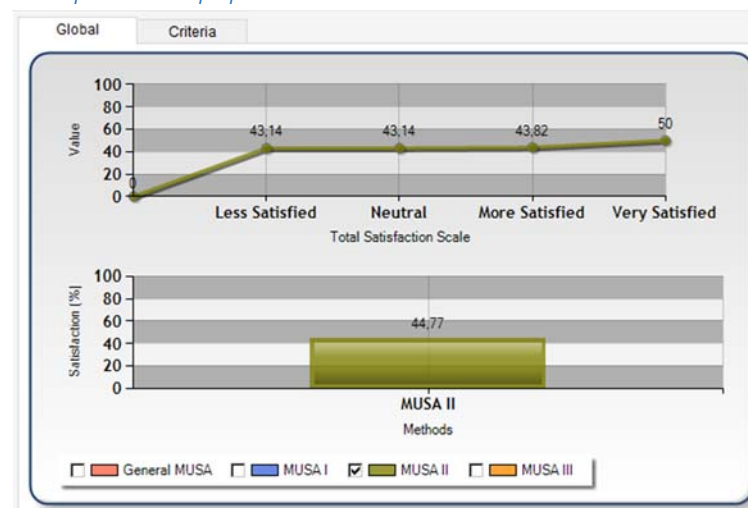 Global Criteria
100
80
60
40
20
0
Value
0 43,14 43,14 43,82 50
Less Satisfied Neutral More Satisfied Very Satisfied
Total Satisfaction Scale
100
80
60
40
20
0
Satisfaction [%]
44,77
MUSA II
Methods
General MUSA MUSA I MUSA II MUSA III